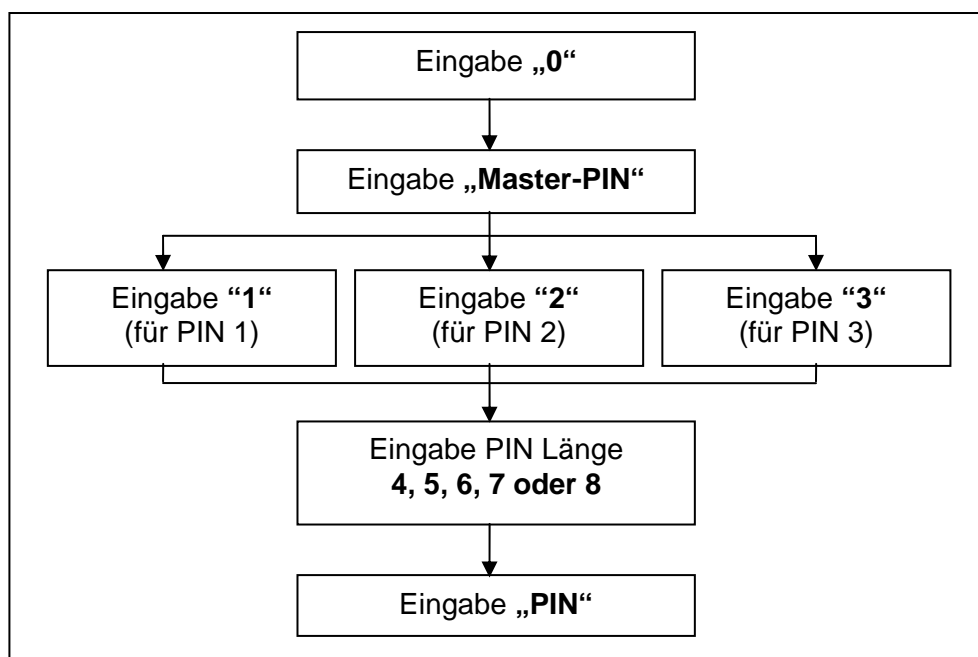 Eingabe „0“
Eingabe „Master-PIN“
Eingabe “1“
(für PIN 1)
Eingabe “2“
(für PIN 2)
Eingabe “3“
(für PIN 3)
Eingabe PIN Länge
4, 5, 6, 7 oder 8
Eingabe „PIN“